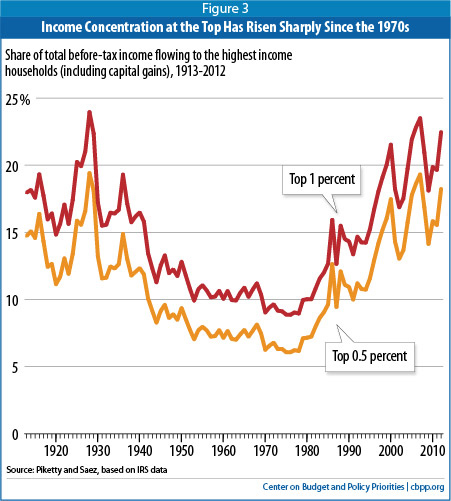 Figure 3
Income Concentration at the Top Has Risen Sharply Since the 1970s
Share of total before-tax income flowing to the highest income
households (including capital gains), 1913-2012
25%
20
Top 1 percent
15
10
Top 0.5 percent
5
0
1920 1930 1940 1950 1960 1970 1980 1990 2000 2010
Source: Piketty and Saez, based on IRS data
Center on Budget and Policy Priorities | cbpp.org